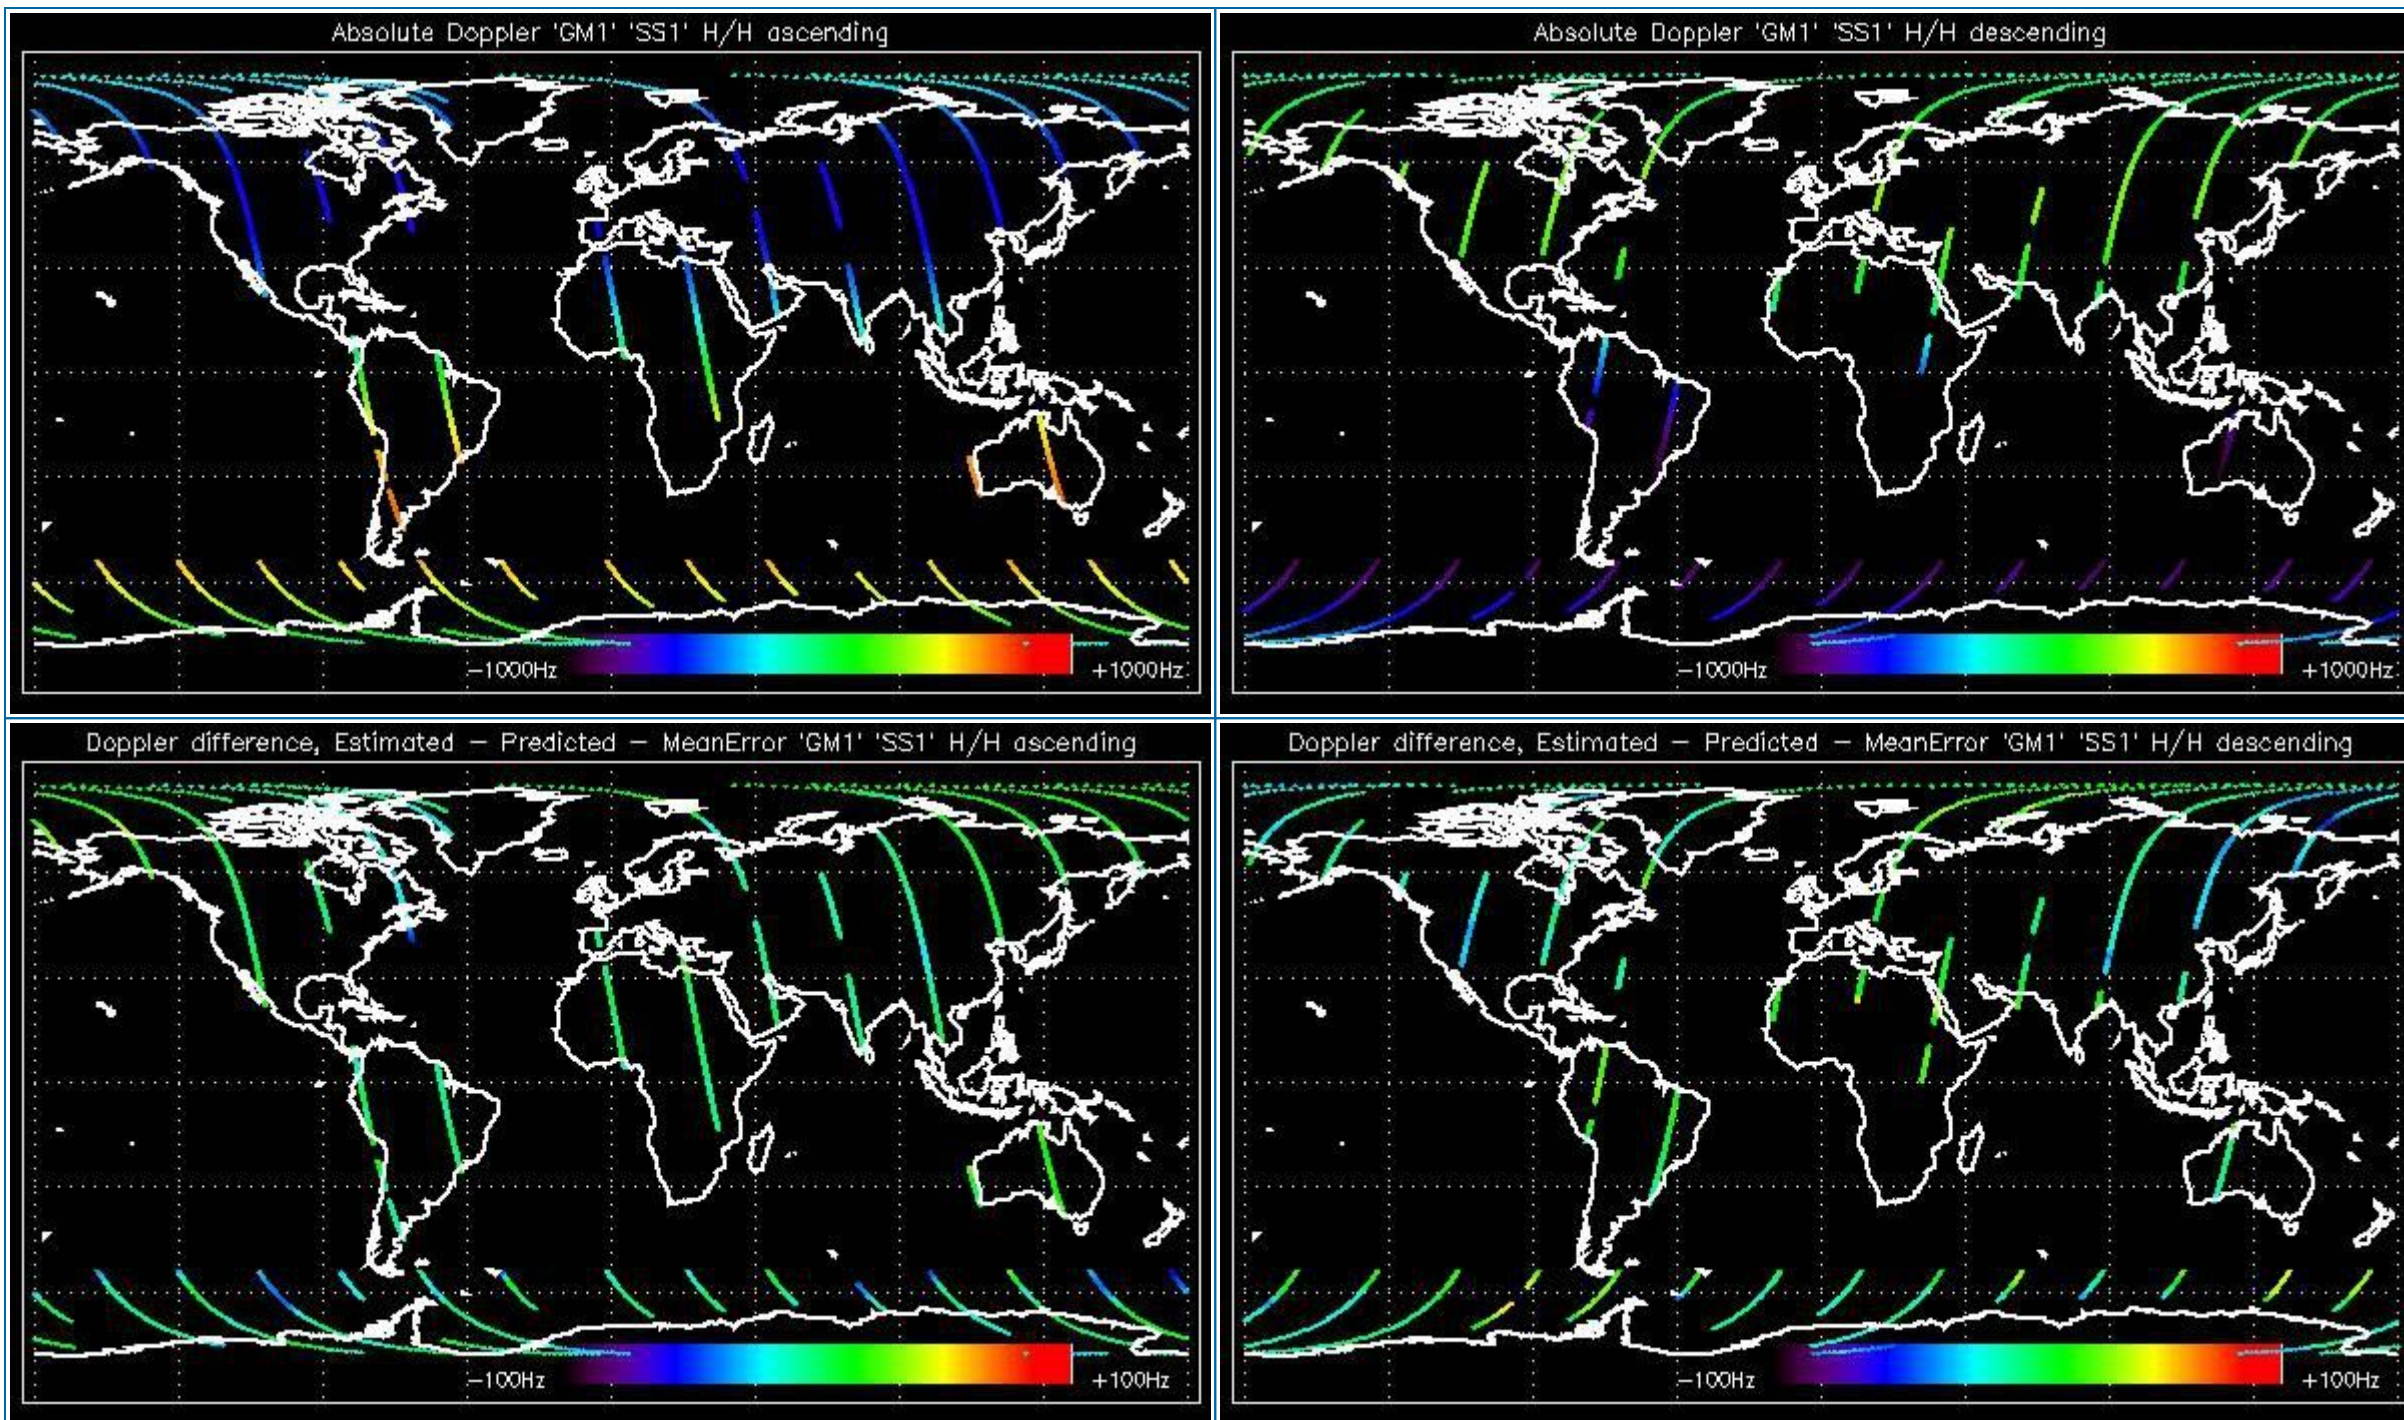 Absolute Doppler 'GM1' 'SS1' H/H ascending
−1000Hz
+1000Hz
Absolute Doppler 'GM1' 'SS1' H/H descending
−1000Hz
+1000Hz
Doppler difference, Estimated − Predicted − MeanError 'GM1' 'SS1' H/H ascending
−100Hz
+100Hz
Doppler difference, Estimated − Predicted − MeanError 'GM1' 'SS1' H/H descending
−100Hz
+100Hz